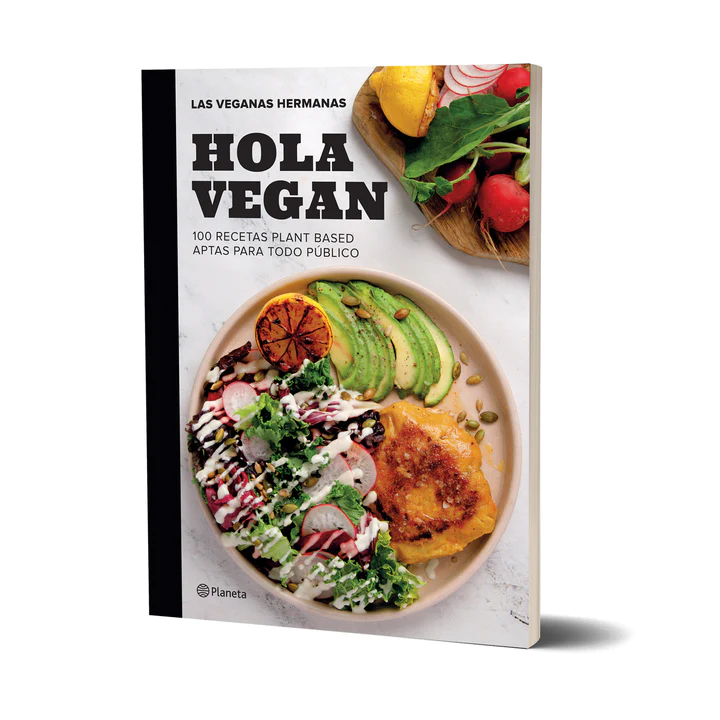 LAS VEGANAS HERMANAS
HOLA
VEGAN
100 RECETAS PLANT BASED
APTAS PARA TODO PÚBLICO
Planeta